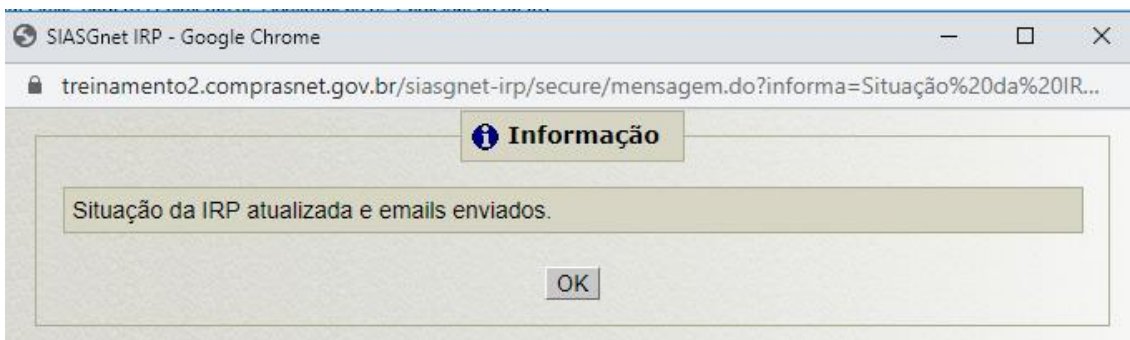 SIASGnet IRP - Google Chrome
treinamento2.comprasnet.gov.br/siasgnet-irp/secure/mensagem.do?informa=Situação%20da%20IR...
Informação
Situação da IRP atualizada e emails enviados.
OK